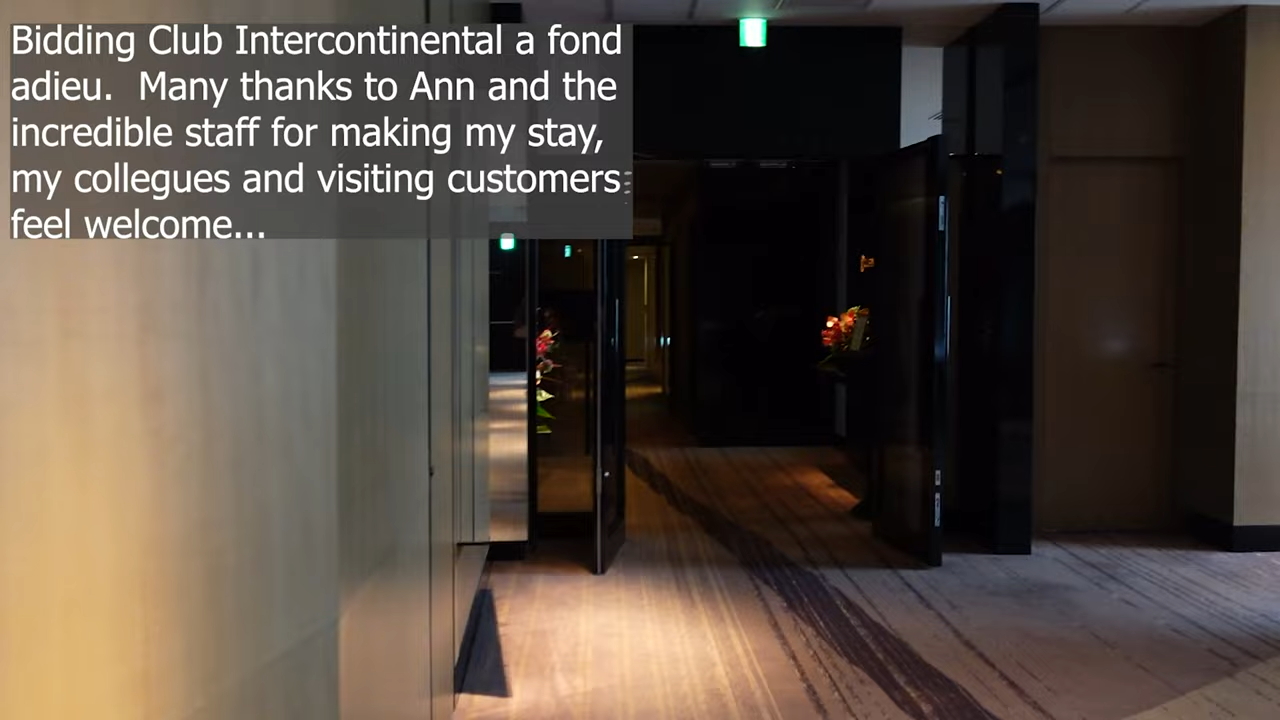 Bidding Club Intercontinental a fond
adieu.  Many thanks to Ann and the
incredible staff for making my stay,
my collegues and visiting customers
feel welcome...